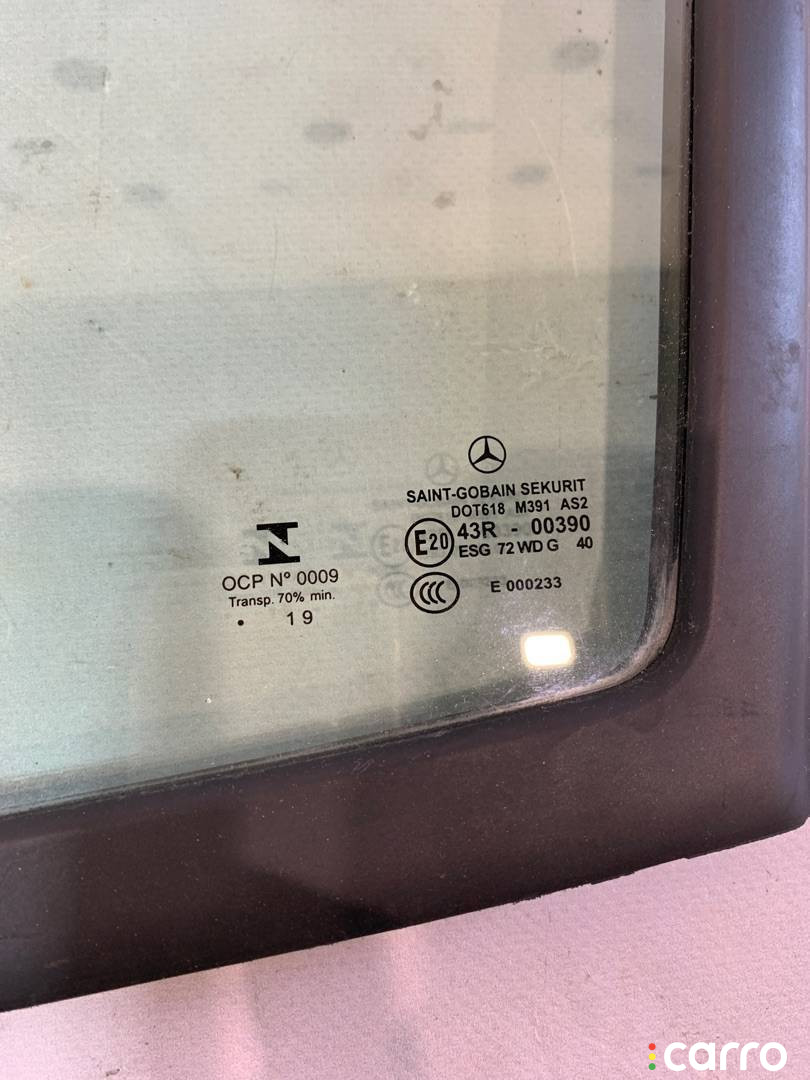 SAINT-GOBAIN SEKURIT
DOT618 M391 AS2
E20 43R - 00390
ESG 72 WD G 40
CCC E 000233
N
OCP Nº 0009
Transp. 70% min.
. 19
carro